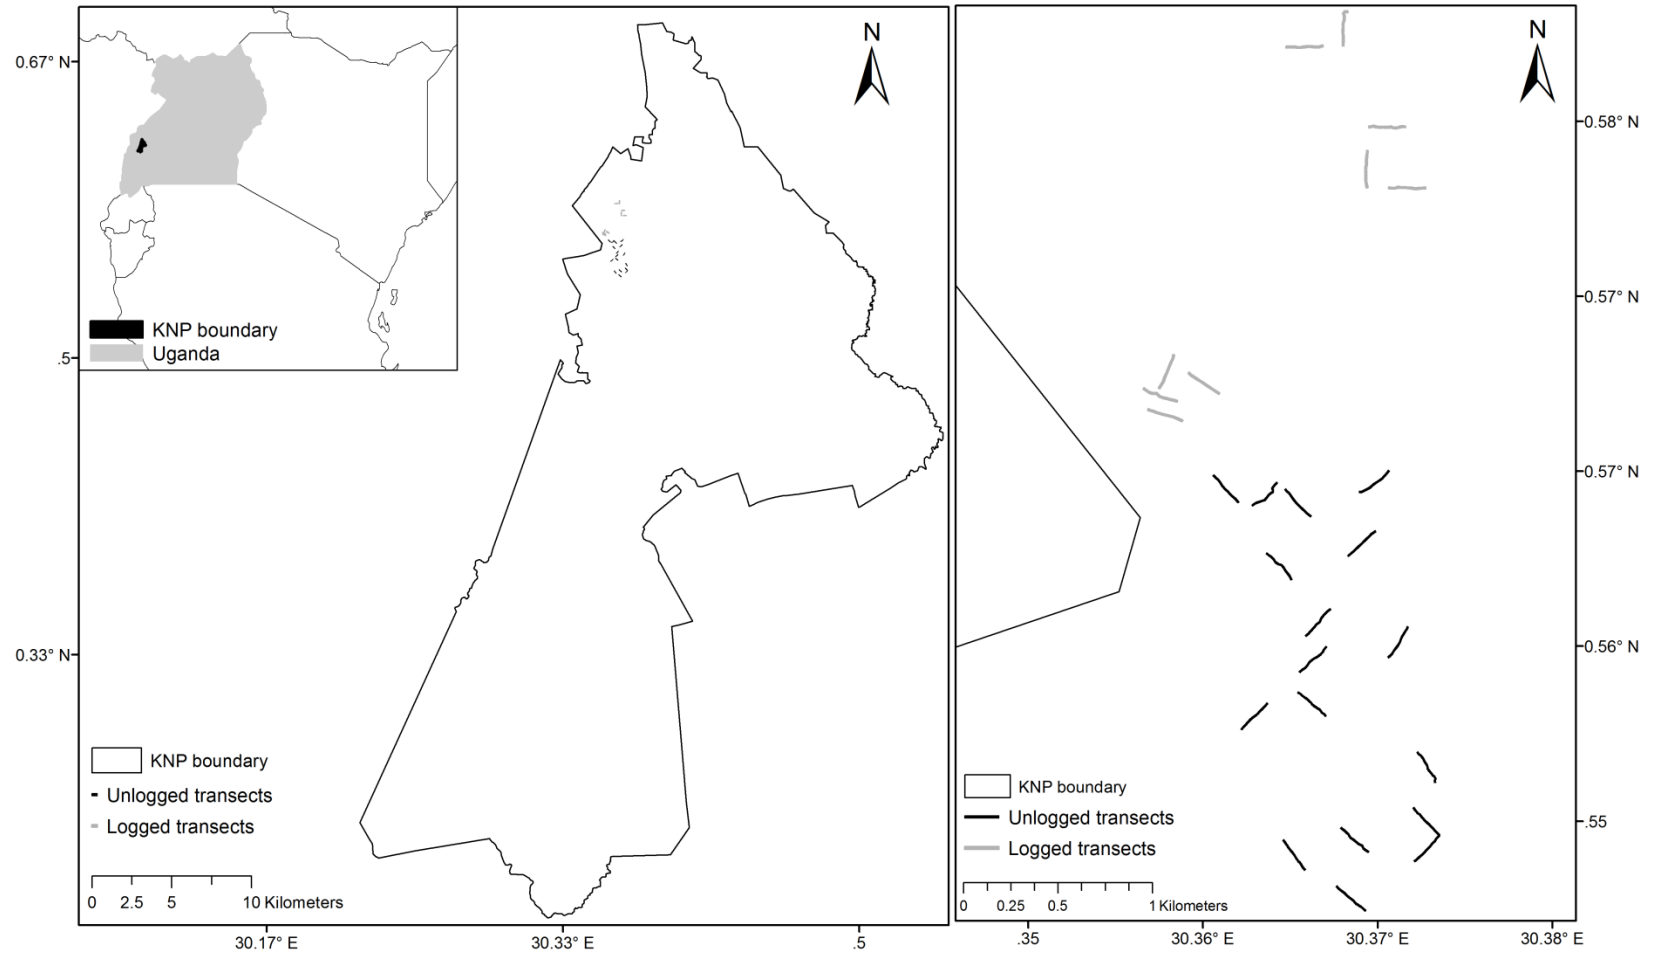 N
0.67° N
.5
0.33° N
KNP boundary
Uganda
KNP boundary
Unlogged transects
Logged transects
0 2.5 5 10 Kilometers
30.17° E 30.33° E .5
N
0.58° N
0.57° N
0.57° N
0.56° N
.55
KNP boundary
Unlogged transects
Logged transects
0 0.25 0.5 1 Kilometers
.35 30.36° E 30.37° E 30.38° E